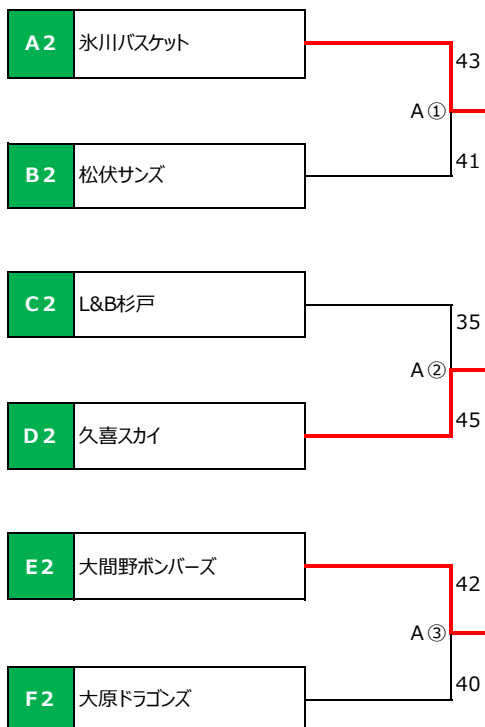 A2 氷川バスケット
43
A①
41
B2 松伏サンズ
C2 L&B杉戸
35
A②
45
D2 久喜スカイ
E2 大間野ボンバーズ
42
A③
40
F2 大原ドラゴンズ